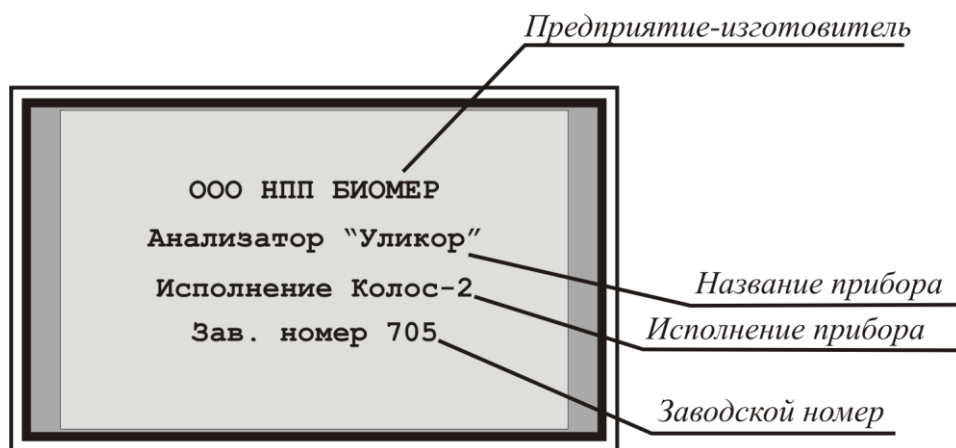 Предприятие-изготовитель
ООО НПП БИОМЕР
Анализатор “Уликор”
Исполнение Колос-2
Зав. номер 705
Название прибора
Исполнение прибора
Заводской номер